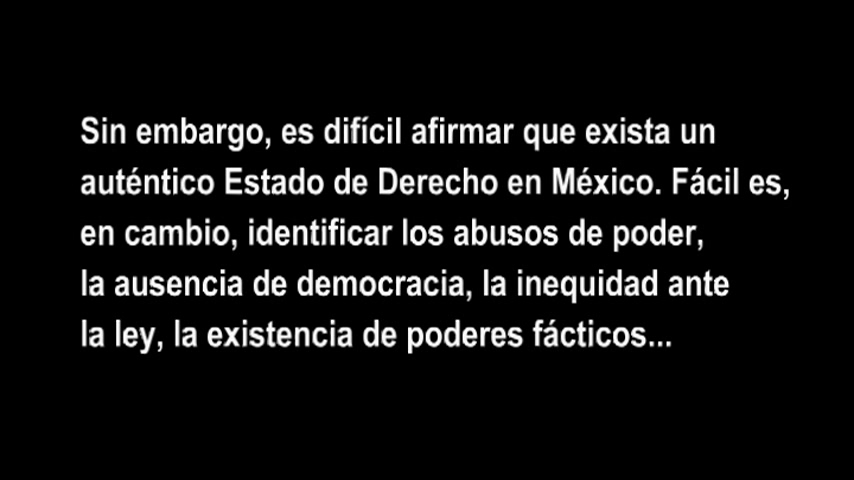 Sin embargo, es difícil afirmar que exista un
auténtico Estado de Derecho en México. Fácil es,
en cambio, identificar los abusos de poder,
la ausencia de democracia, la inequidad ante
la ley, la existencia de poderes fácticos...